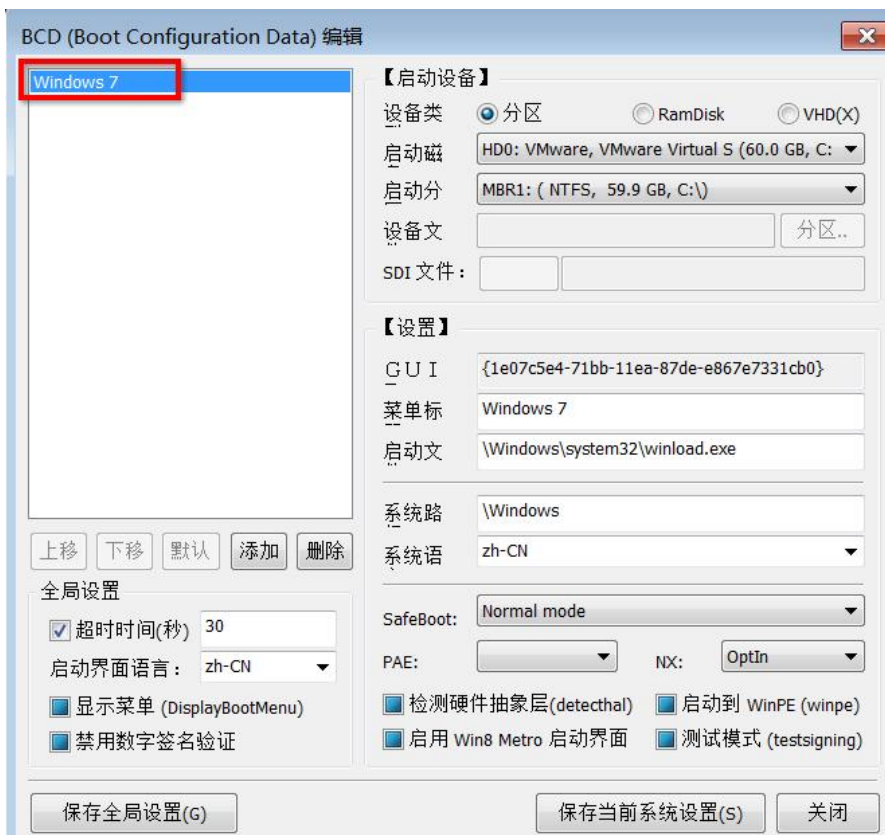 BCD (Boot Configuration Data) 编辑
Windows 7
上移 下移 默认 添加 删除
全局设置
超时时间(秒) 30
启动界面语言： zh-CN
显示菜单 (DisplayBootMenu)
禁用数字签名验证
【启动设备】
设备类 分区 RamDisk VHD(X)
启动磁 HD0: VMware, VMware Virtual S (60.0 GB, C:
启动分 MBR1: ( NTFS, 59.9 GB, C:\)
设备文 分区..
SDI 文件：
【设置】
GUI {1e07c5e4-71bb-11ea-87de-e867e7331cb0}
菜单标 Windows 7
启动文 \Windows\system32\winload.exe
系统路 \Windows
系统语 zh-CN
SafeBoot: Normal mode
PAE: NX: OptIn
检测硬件抽象层(detecthal) 启动到 WinPE (winpe)
启用 Win8 Metro 启动界面 测试模式 (testsigning)
保存全局设置(G) 保存当前系统设置(S) 关闭